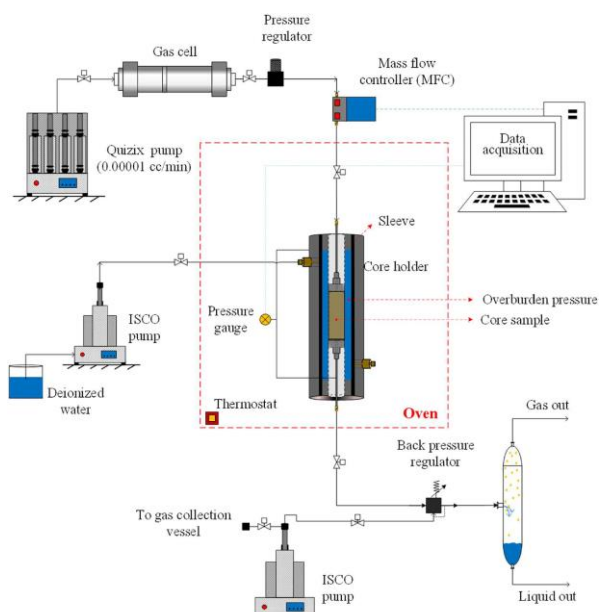 Gas cell
Pressure
regulator
Mass flow
controller (MFC)
Quizix pump
(0.00001 cc/min)
Data
acquisition
Sleeve
Core holder
Overburden pressure
Core sample
Pressure
gauge
ISCO
pump
Deionized
water
Thermostat
Oven
Back pressure
regulator
Gas out
To gas collection
vessel
ISCO
pump
Liquid out